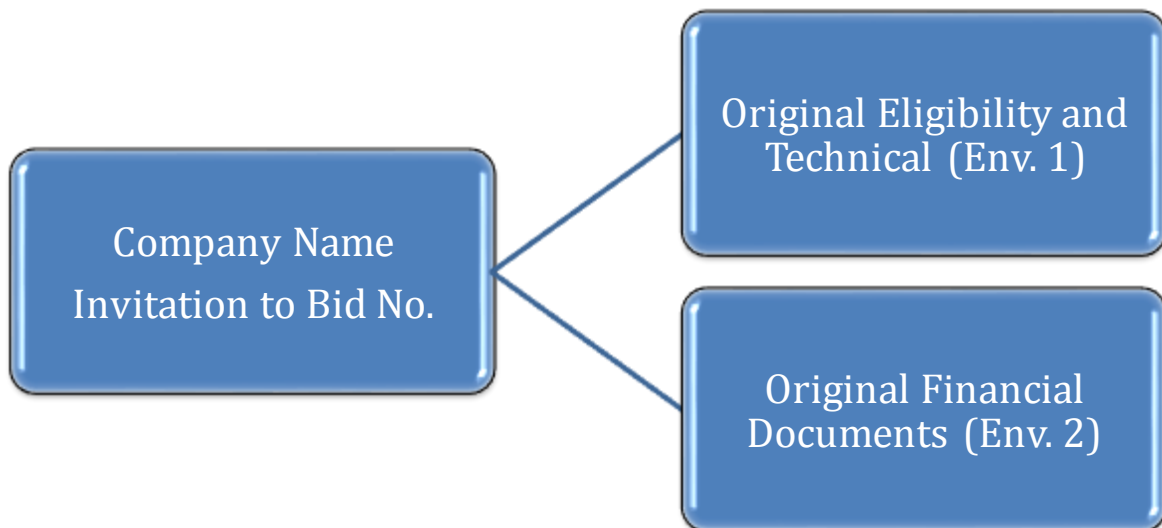 Company Name
Invitation to Bid No.
Original Eligibility and
Technical (Env. 1)
Original Financial
Documents (Env. 2)